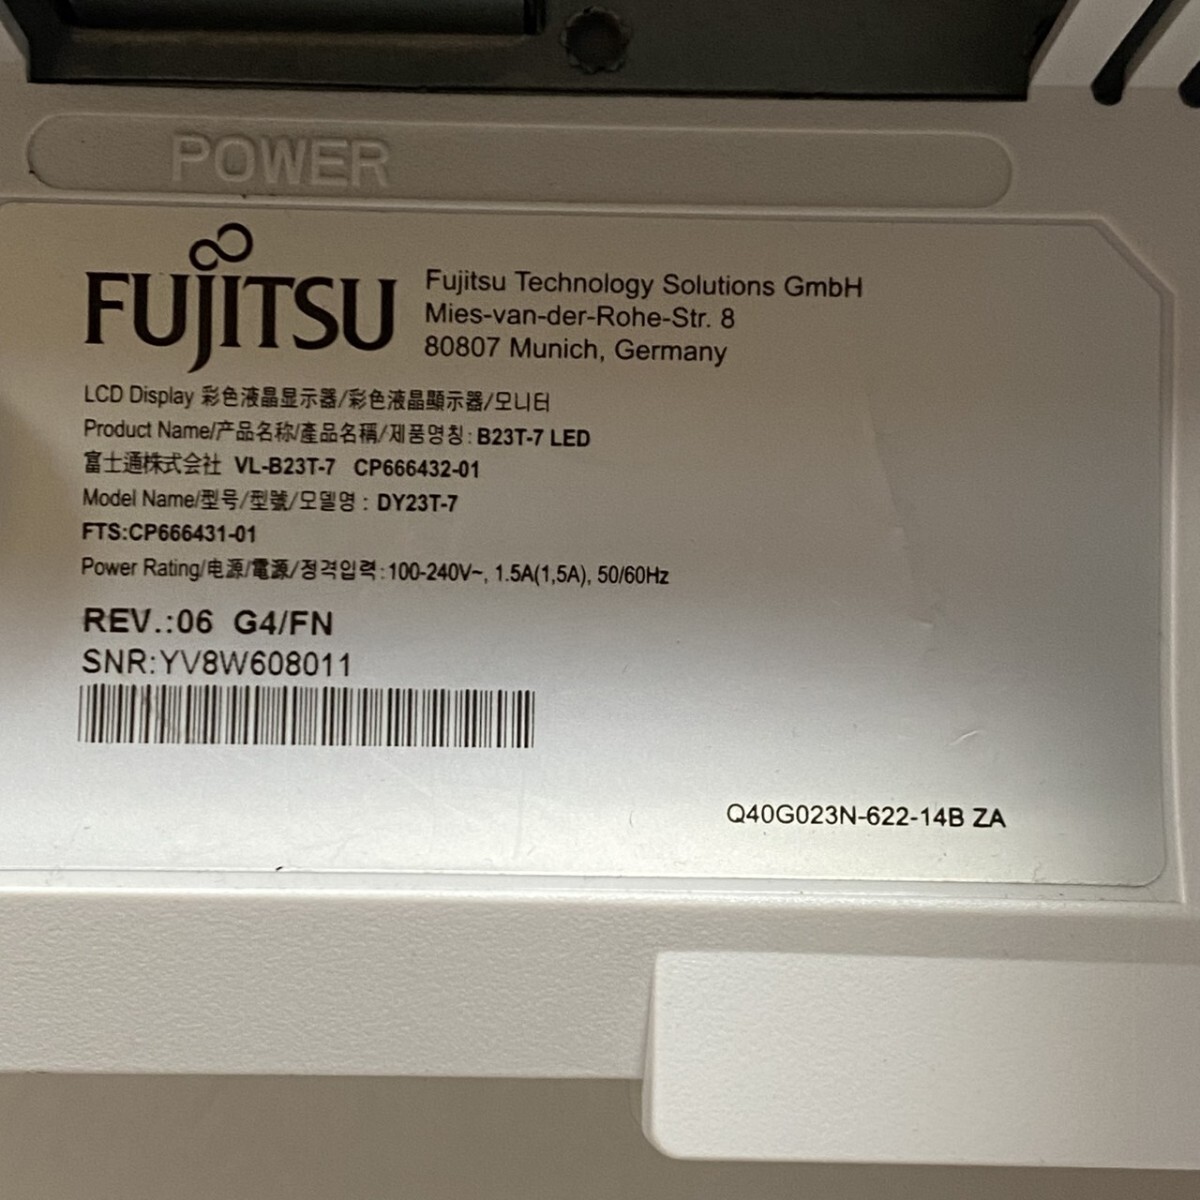 POWER
FUJITSU
Fujitsu Technology Solutions GmbH
Mies-van-der-Rohe-Str. 8
80807 Munich, Germany
LCD Display 彩色液晶显示器/彩色液晶顯示器/모니터
Product Name/产品名称/產品名稱/제품명칭: B23T-7 LED
富士通株式会社 VL-B23T-7 CP666432-01
Model Name/型号/型號/모델명 : DY23T-7
FTS:CP666431-01
Power Rating/电源/電源/정격입력: 100-240V~, 1.5A(1,5A), 50/60Hz
REV.:06 G4/FN
SNR:YV8W608011
Q40G023N-622-14B ZA